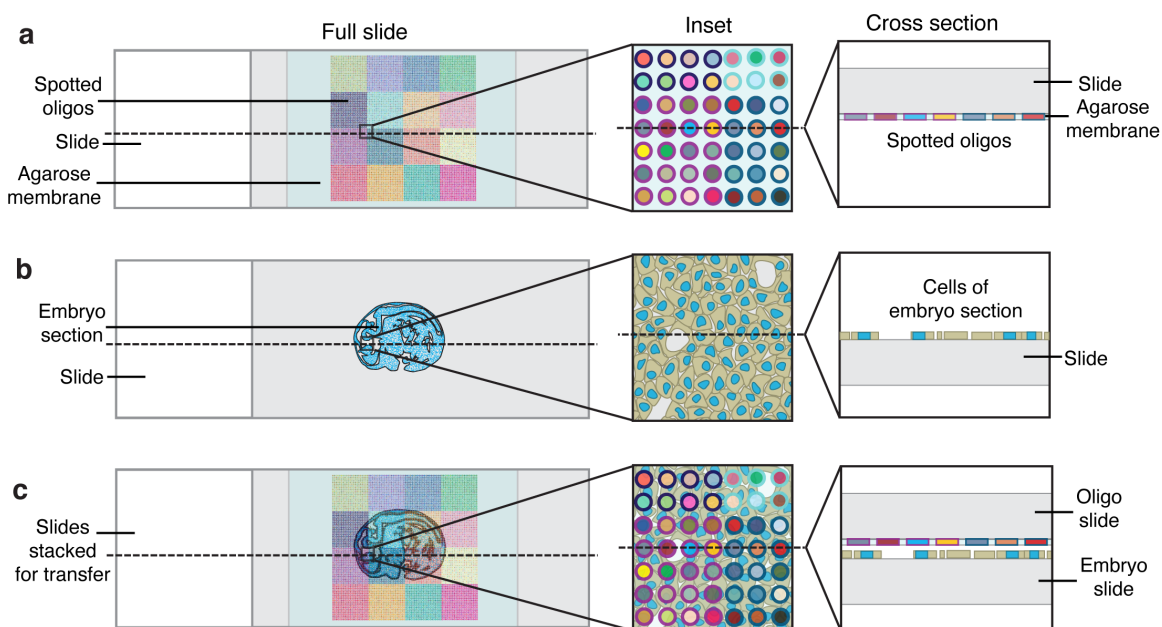 a
Full slide
Inset
Cross section
Spotted
oligos
Slide
Agarose
membrane
Slide
Agarose
membrane
Spotted oligos
b
Embryo
section
Slide
Cells of
embryo section
Slide
c
Slides
stacked
for transfer
Oligo
slide
Embryo
slide